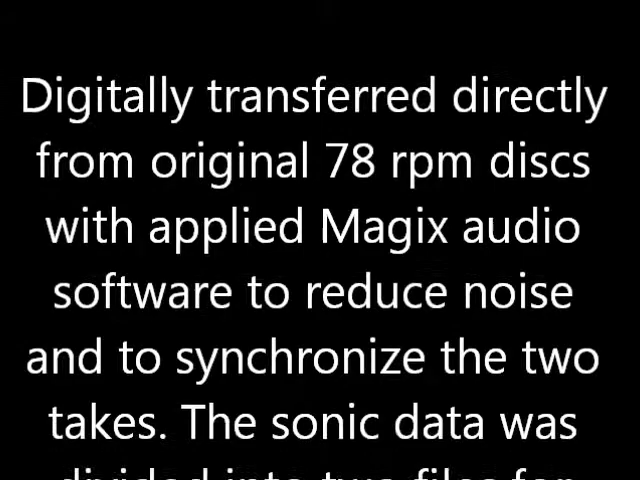 Digitally transferred directly
from original 78 rpm discs
with applied Magix audio
software to reduce noise
and to synchronize the two
takes. The sonic data was
divided into two files for